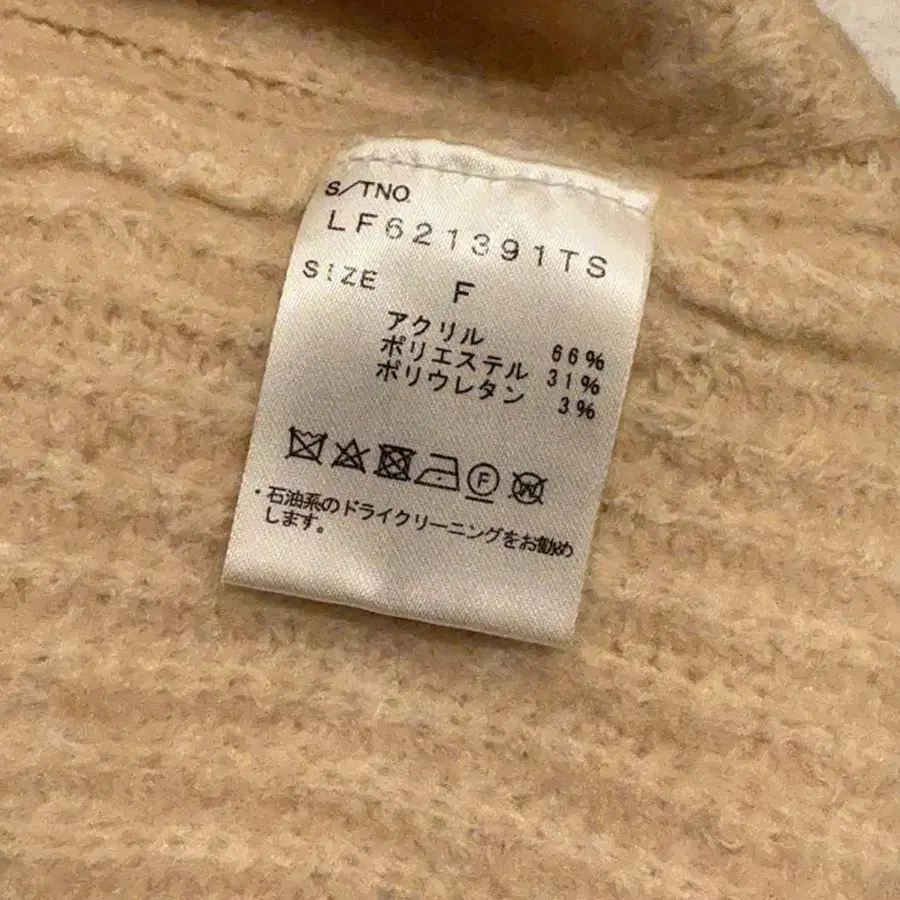 S/TNO.
LF621391TS
SIZE F
アクリル 66%
ポリエステル 31%
ポリウレタン 3%
F W
・石油系のドライクリーニングをお勧め
します。